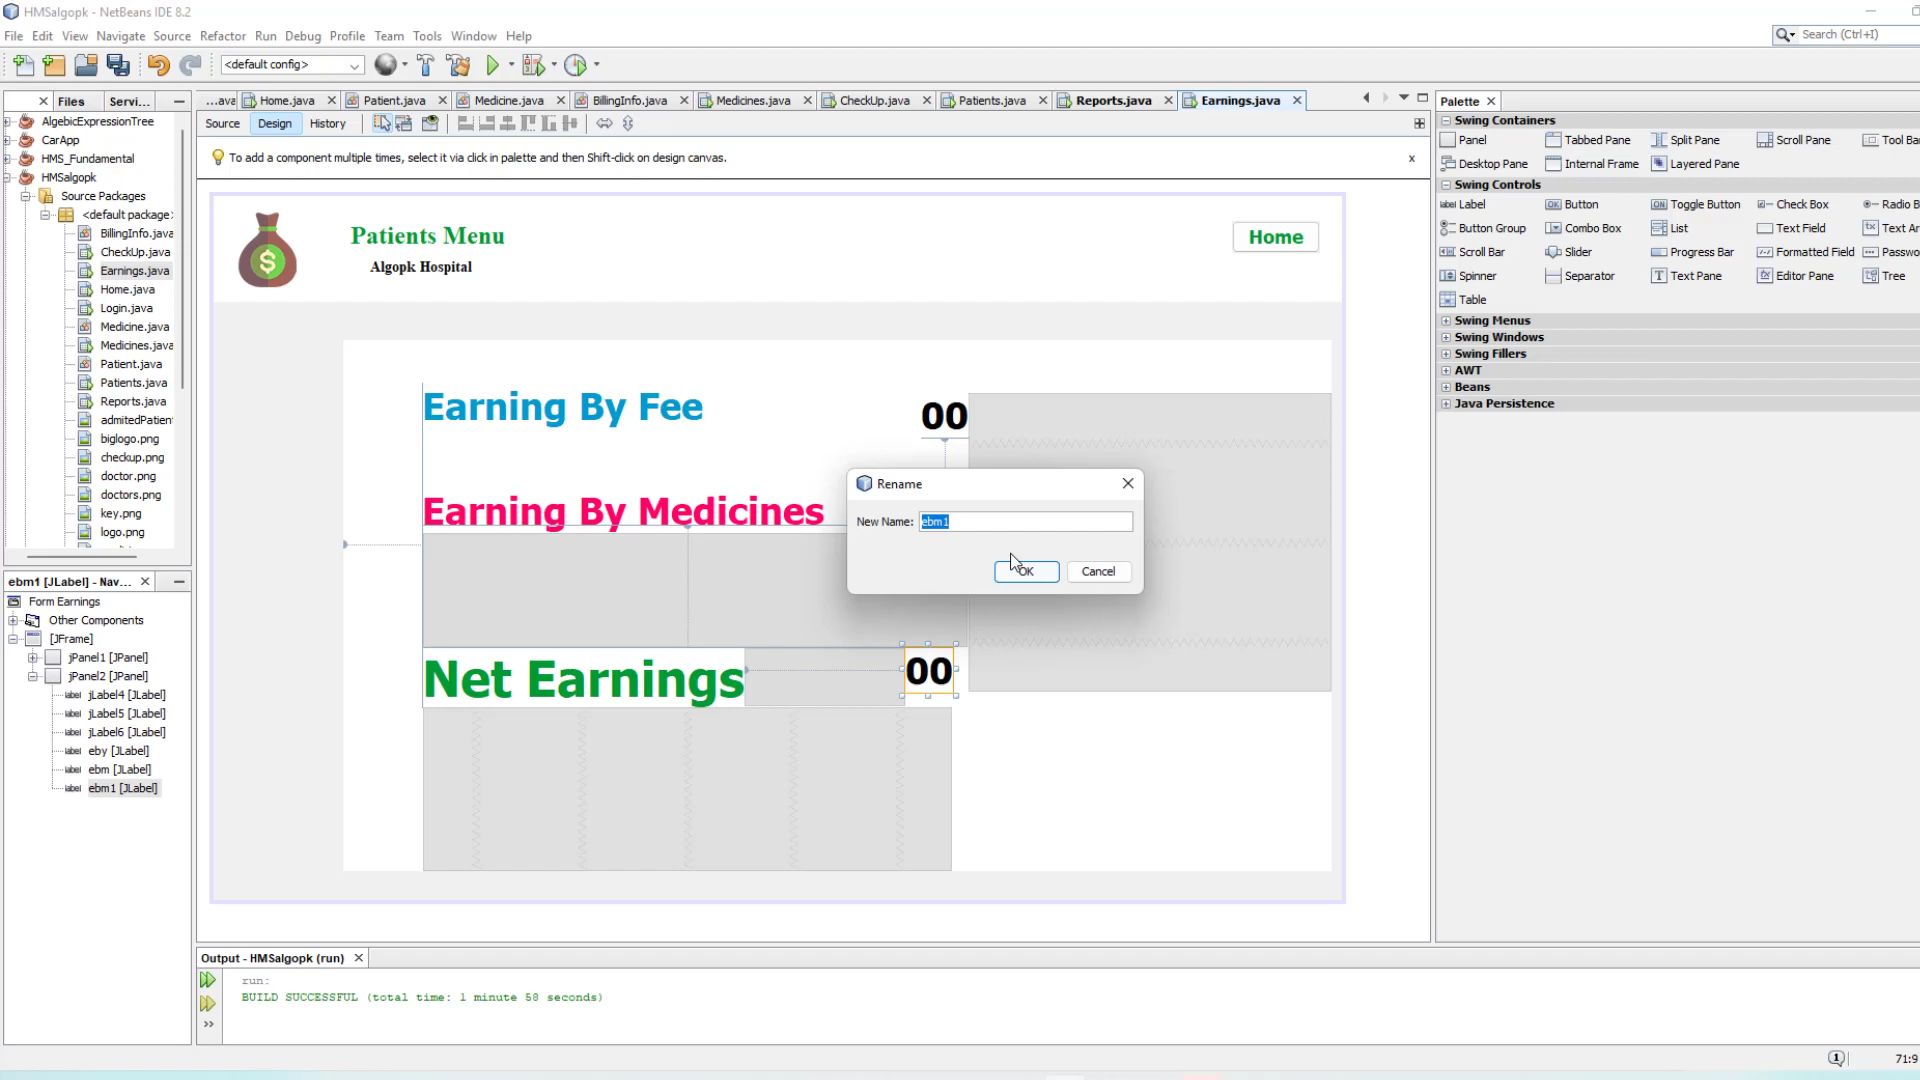 HMSalgopk - NetBeans IDE 8.2
File Edit View Navigate Source Refactor Run Debug Profile Team Tools Window Help
Search (Ctrl+I)
<default config>
Files Servi...
...ava Home.java Patient.java Medicine.java BillingInfo.java Medicines.java CheckUp.java Patients.java Reports.java Earnings.java
Source Design History
To add a component multiple times, select it via click in palette and then Shift-click on design canvas.
AlgebicExpressionTree
CarApp
HMS_Fundamental
HMSalgopk
Source Packages
<default package>
BillingInfo.java
CheckUp.java
Earnings.java
Home.java
Login.java
Medicine.java
Medicines.java
Patient.java
Patients.java
Reports.java
admitedPatien
biglogo.png
checkup.png
doctor.png
doctors.png
key.png
logo.png
ebm1 [JLabel] - Nav...
Form Earnings
Other Components
[JFrame]
jPanel1 [JPanel]
jPanel2 [JPanel]
jLabel4 [JLabel]
jLabel5 [JLabel]
jLabel6 [JLabel]
eby [JLabel]
ebm [JLabel]
ebm1 [JLabel]
Patients Menu
Algopk Hospital
Home
Earning By Fee 00
Earning By Medicines
Net Earnings 00
Rename
New Name: ebm1
OK Cancel
Palette
Swing Containers
Panel Tabbed Pane Split Pane Scroll Pane Tool Ba
Desktop Pane Internal Frame Layered Pane
Swing Controls
Label Button Toggle Button Check Box Radio B
Button Group Combo Box List Text Field Text Ar
Scroll Bar Slider Progress Bar Formatted Field Passwo
Spinner Separator Text Pane Editor Pane Tree
Table
Swing Menus
Swing Windows
Swing Fillers
AWT
Beans
Java Persistence
Output - HMSalgopk (run)
run:
BUILD SUCCESSFUL (total time: 1 minute 58 seconds)
1 71:9